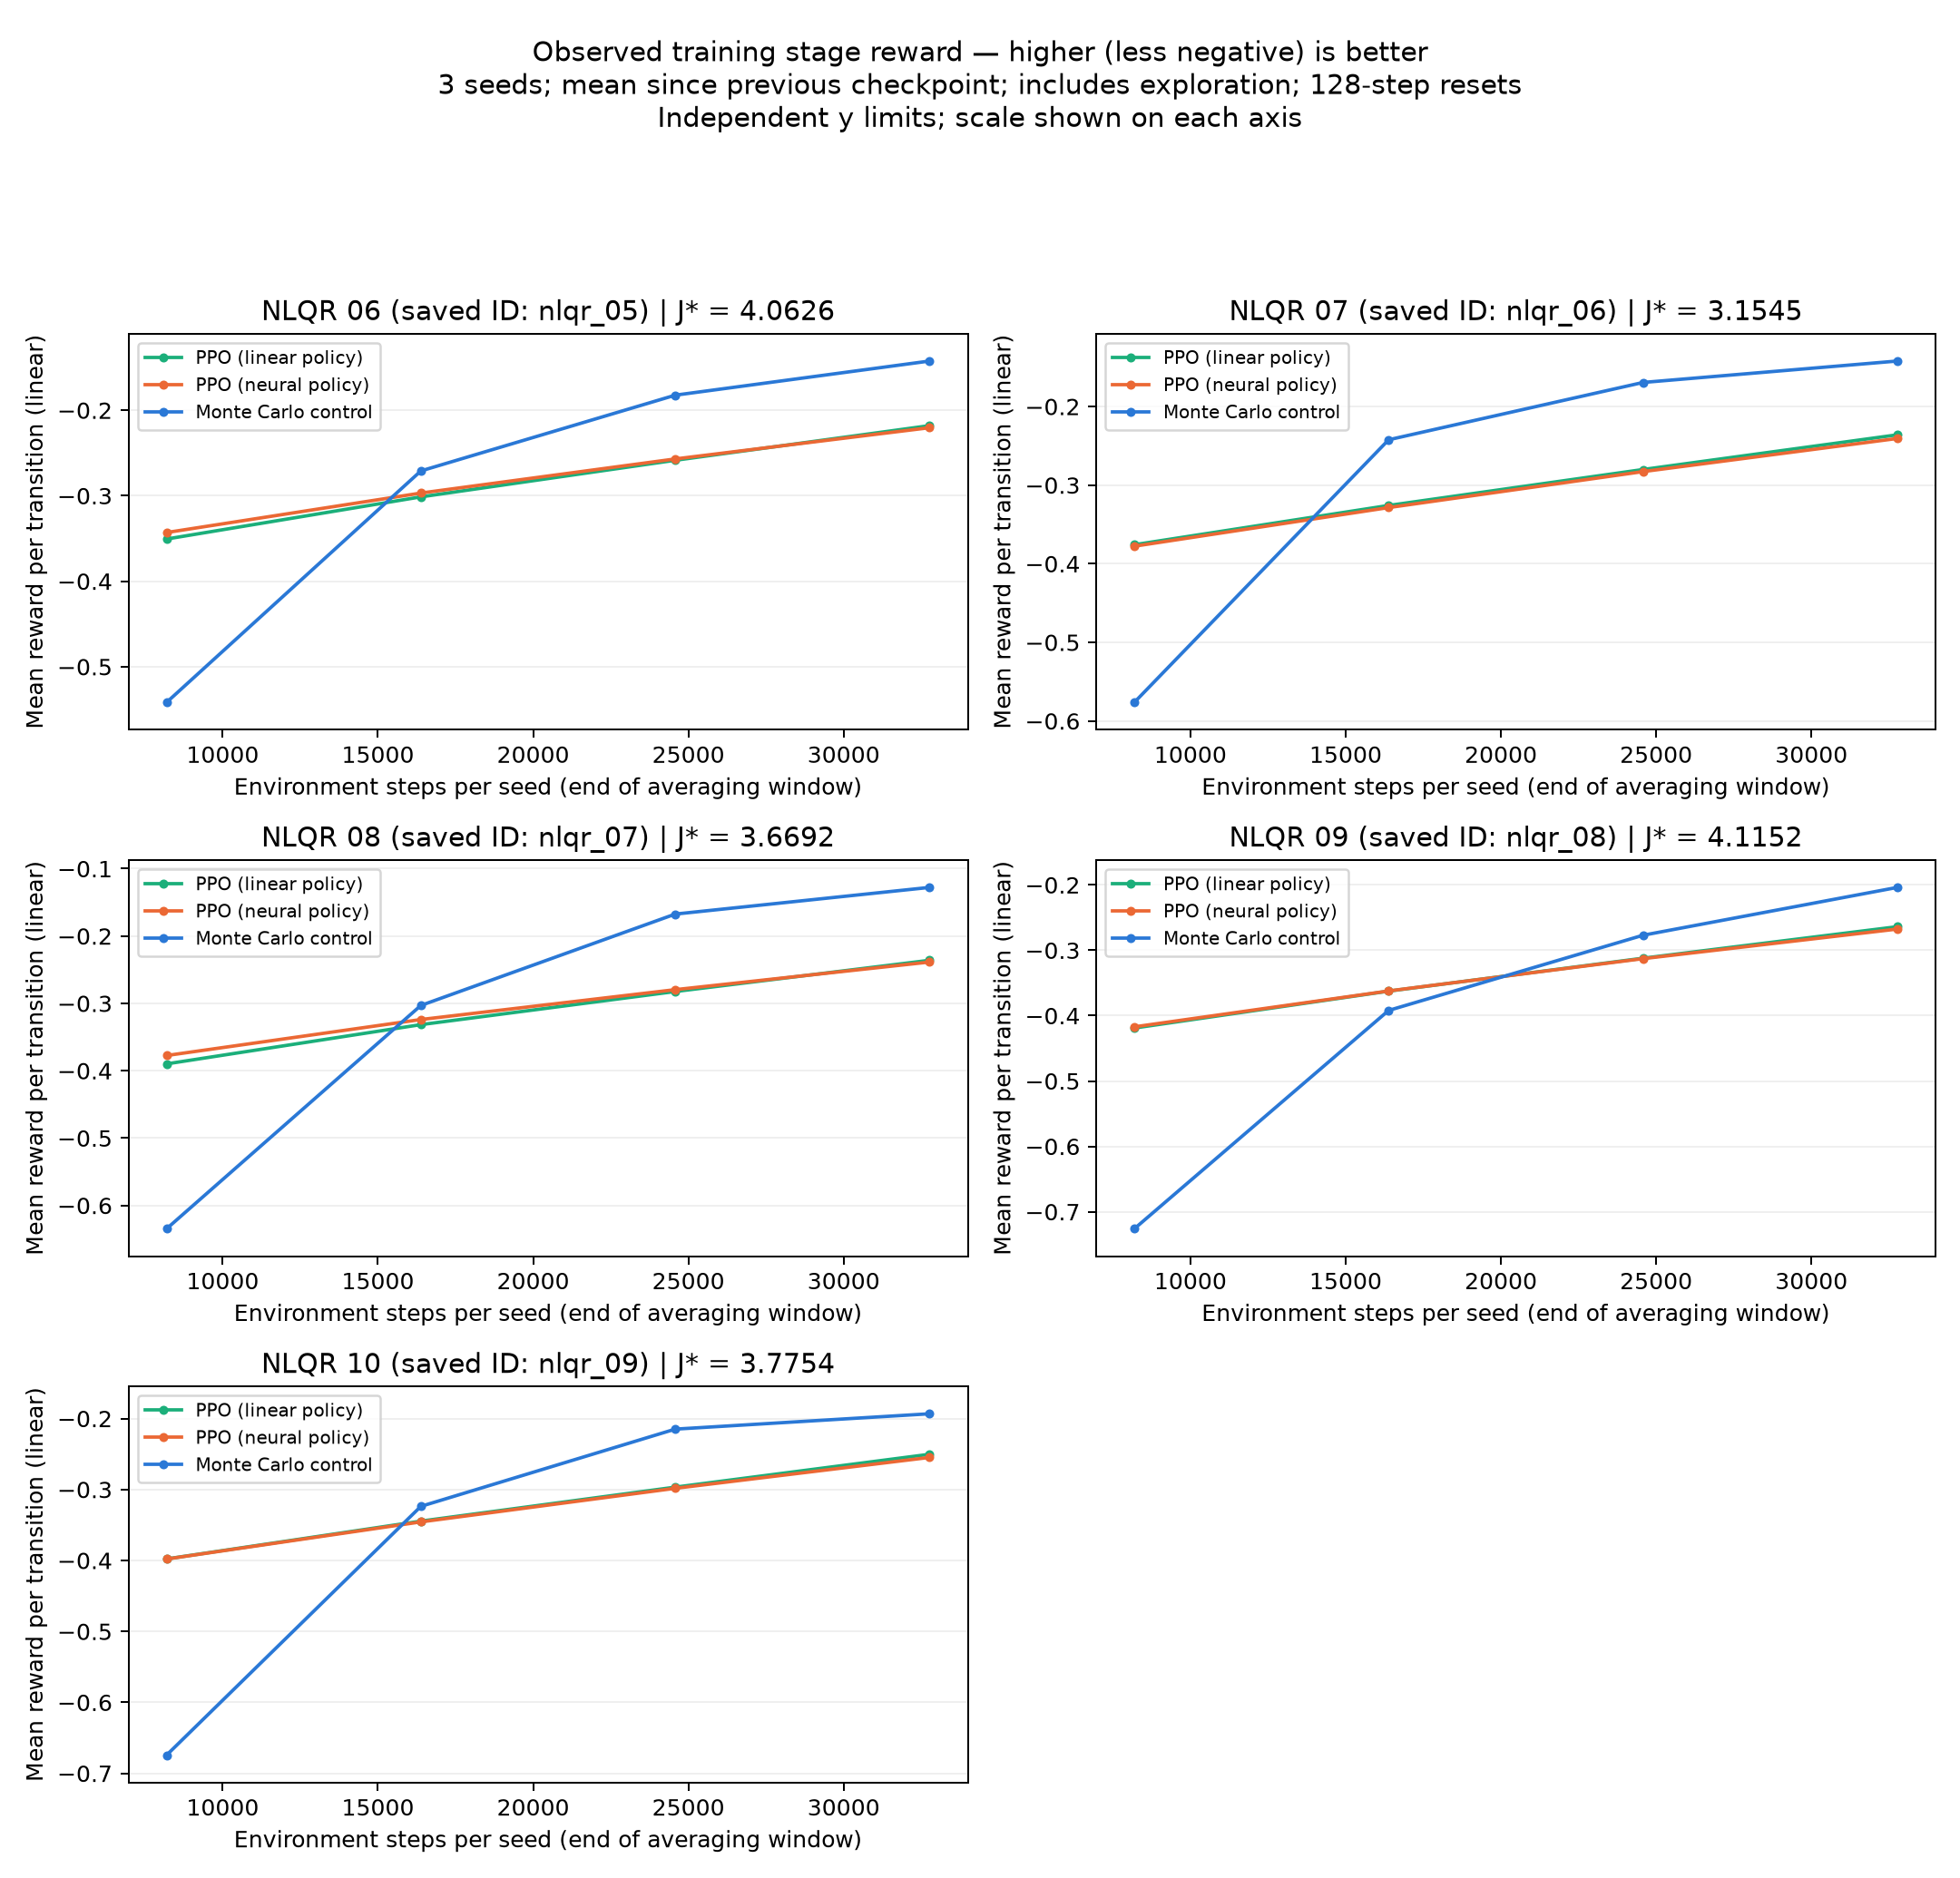 Observed training stage reward — higher (less negative) is better
3 seeds; mean since previous checkpoint; includes exploration; 128-step resets
Independent y limits; scale shown on each axis
NLQR 06 (saved ID: nlqr_05) | J* = 4.0626
PPO (linear policy)
PPO (neural policy)
Monte Carlo control
Mean reward per transition (linear)
−0.2
−0.3
−0.4
−0.5
10000 15000 20000 25000 30000
Environment steps per seed (end of averaging window)
NLQR 07 (saved ID: nlqr_06) | J* = 3.1545
PPO (linear policy)
PPO (neural policy)
Monte Carlo control
Mean reward per transition (linear)
−0.2
−0.3
−0.4
−0.5
−0.6
10000 15000 20000 25000 30000
Environment steps per seed (end of averaging window)
NLQR 08 (saved ID: nlqr_07) | J* = 3.6692
PPO (linear policy)
PPO (neural policy)
Monte Carlo control
Mean reward per transition (linear)
−0.1
−0.2
−0.3
−0.4
−0.5
−0.6
10000 15000 20000 25000 30000
Environment steps per seed (end of averaging window)
NLQR 09 (saved ID: nlqr_08) | J* = 4.1152
PPO (linear policy)
PPO (neural policy)
Monte Carlo control
Mean reward per transition (linear)
−0.2
−0.3
−0.4
−0.5
−0.6
−0.7
10000 15000 20000 25000 30000
Environment steps per seed (end of averaging window)
NLQR 10 (saved ID: nlqr_09) | J* = 3.7754
PPO (linear policy)
PPO (neural policy)
Monte Carlo control
Mean reward per transition (linear)
−0.2
−0.3
−0.4
−0.5
−0.6
−0.7
10000 15000 20000 25000 30000
Environment steps per seed (end of averaging window)